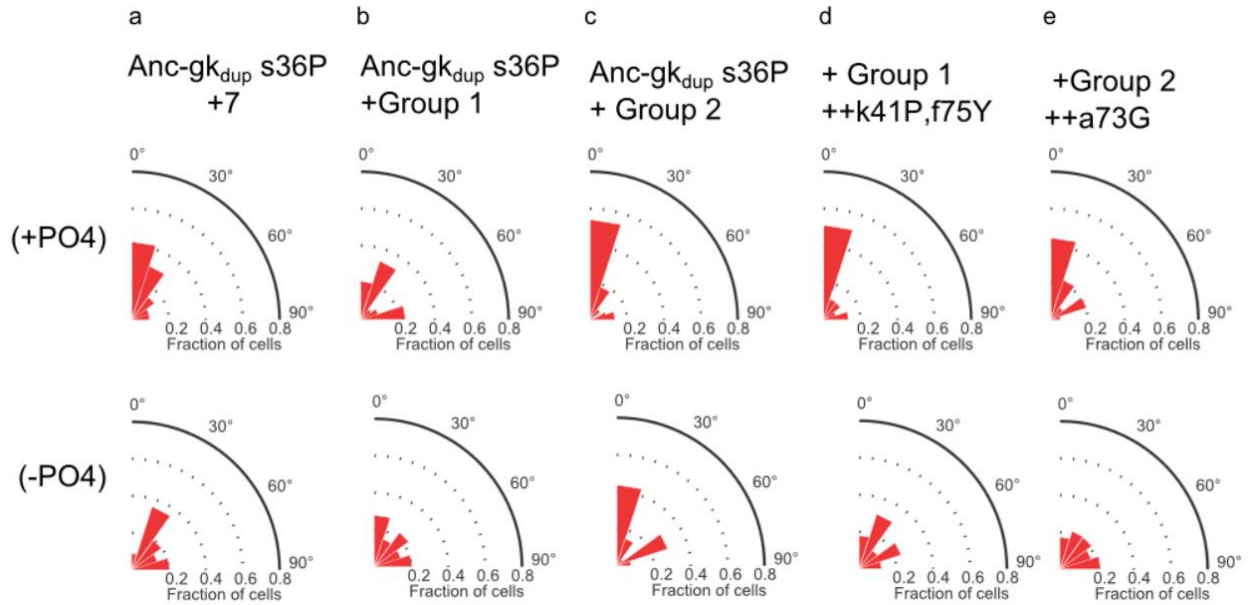 a b c d e
Anc-gkdup s36P
+7
Anc-gkdup s36P
+Group 1
Anc-gkdup s36P
+ Group 2
+ Group 1
++k41P,f75Y
+Group 2
++a73G
(+PO4)
0° 30° 60° 90°
0.2 0.4 0.6 0.8
Fraction of cells
0° 30° 60° 90°
0.2 0.4 0.6 0.8
Fraction of cells
0° 30° 60° 90°
0.2 0.4 0.6 0.8
Fraction of cells
0° 30° 60° 90°
0.2 0.4 0.6 0.8
Fraction of cells
0° 30° 60° 90°
0.2 0.4 0.6 0.8
Fraction of cells
(-PO4)
0° 30° 60° 90°
0.2 0.4 0.6 0.8
Fraction of cells
0° 30° 60° 90°
0.2 0.4 0.6 0.8
Fraction of cells
0° 30° 60° 90°
0.2 0.4 0.6 0.8
Fraction of cells
0° 30° 60° 90°
0.2 0.4 0.6 0.8
Fraction of cells
0° 30° 60° 90°
0.2 0.4 0.6 0.8
Fraction of cells